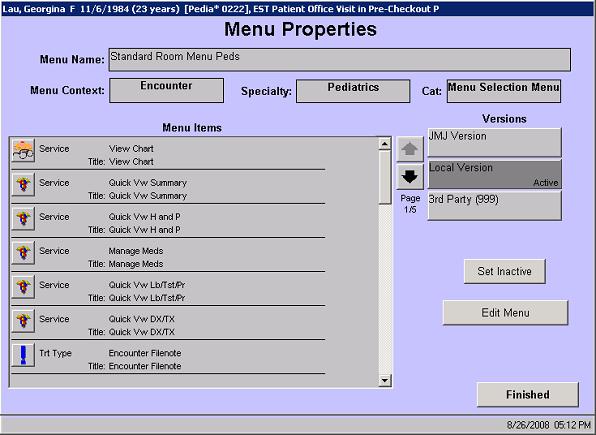 Lau, Georgina F 11/6/1984 (23 years) [Pedia* 0222], EST Patient Office Visit in Pre-Checkout P
Menu Properties
Menu Name: Standard Room Menu Peds
Menu Context: Encounter Specialty: Pediatrics Cat: Menu Selection Menu
Menu Items
Service View Chart
Title: View Chart
Service Quick Vw Summary
Title: Quick Vw Summary
Service Quick Vw H and P
Title: Quick Vw H and P
Service Manage Meds
Title: Manage Meds
Service Quick Vw Lb/Tst/Pr
Title: Quick Vw Lb/Tst/Pr
Service Quick Vw DX/TX
Title: Quick Vw DX/TX
Trt Type Encounter Filenote
Title: Encounter Filenote
Page
1/5
Versions
JMJ Version
Local Version
Active
3rd Party (999)
Set Inactive
Edit Menu
Finished
8/26/2008 05:12 PM